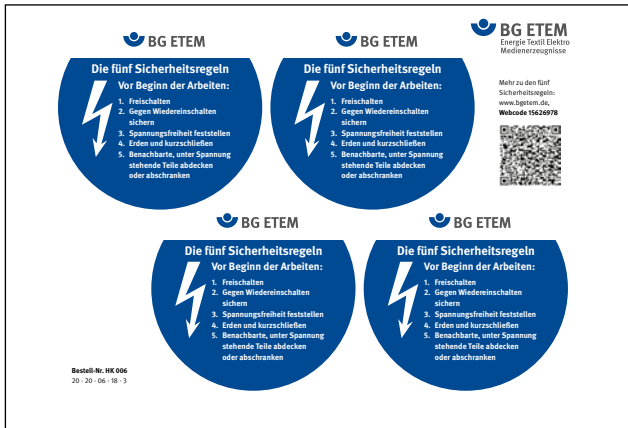 BG ETEM
Die fünf Sicherheitsregeln
Vor Beginn der Arbeiten:
1. Freischalten
2. Gegen Wiedereinschalten
sichern
3. Spannungsfreiheit feststellen
4. Erden und kurzschließen
5. Benachbarte, unter Spannung
stehende Teile abdecken
oder abschranken
BG ETEM
Die fünf Sicherheitsregeln
Vor Beginn der Arbeiten:
1. Freischalten
2. Gegen Wiedereinschalten
sichern
3. Spannungsfreiheit feststellen
4. Erden und kurzschließen
5. Benachbarte, unter Spannung
stehende Teile abdecken
oder abschranken
BG ETEM
Energie Textil Elektro
Medienerzeugnisse
Mehr zu den fünf
Sicherheitsregeln:
www.bgetem.de,
Webcode 15626978
BG ETEM
Die fünf Sicherheitsregeln
Vor Beginn der Arbeiten:
1. Freischalten
2. Gegen Wiedereinschalten
sichern
3. Spannungsfreiheit feststellen
4. Erden und kurzschließen
5. Benachbarte, unter Spannung
stehende Teile abdecken
oder abschranken
BG ETEM
Die fünf Sicherheitsregeln
Vor Beginn der Arbeiten:
1. Freischalten
2. Gegen Wiedereinschalten
sichern
3. Spannungsfreiheit feststellen
4. Erden und kurzschließen
5. Benachbarte, unter Spannung
stehende Teile abdecken
oder abschranken
Bestell-Nr. HK 006
20 · 20 · 06 · 18 · 3